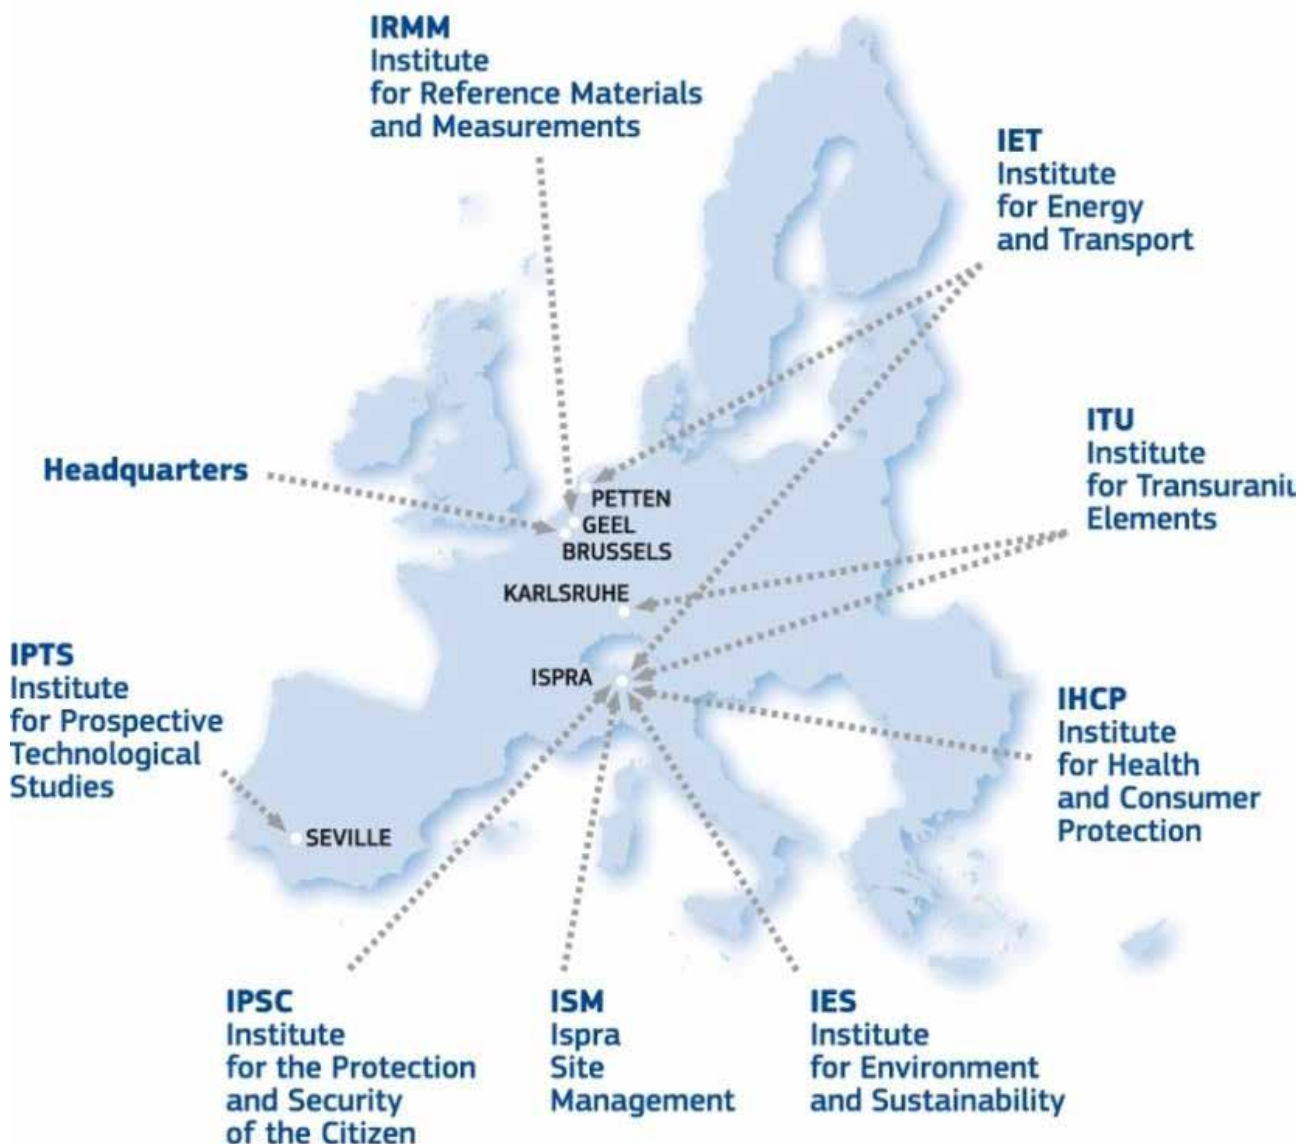 IRMM
Institute
for Reference Materials
and Measurements
IET
Institute
for Energy
and Transport
ITU
Institute
for Transuraniu
Elements
Headquarters
PETTEN
GEEL
BRUSSELS
KARLSRUHE
ISPRA
IPTS
Institute
for Prospective
Technological
Studies
SEVILLE
IHCP
Institute
for Health
and Consumer
Protection
IPSC
Institute
for the Protection
and Security
of the Citizen
ISM
Ispra
Site
Management
IES
Institute
for Environment
and Sustainability